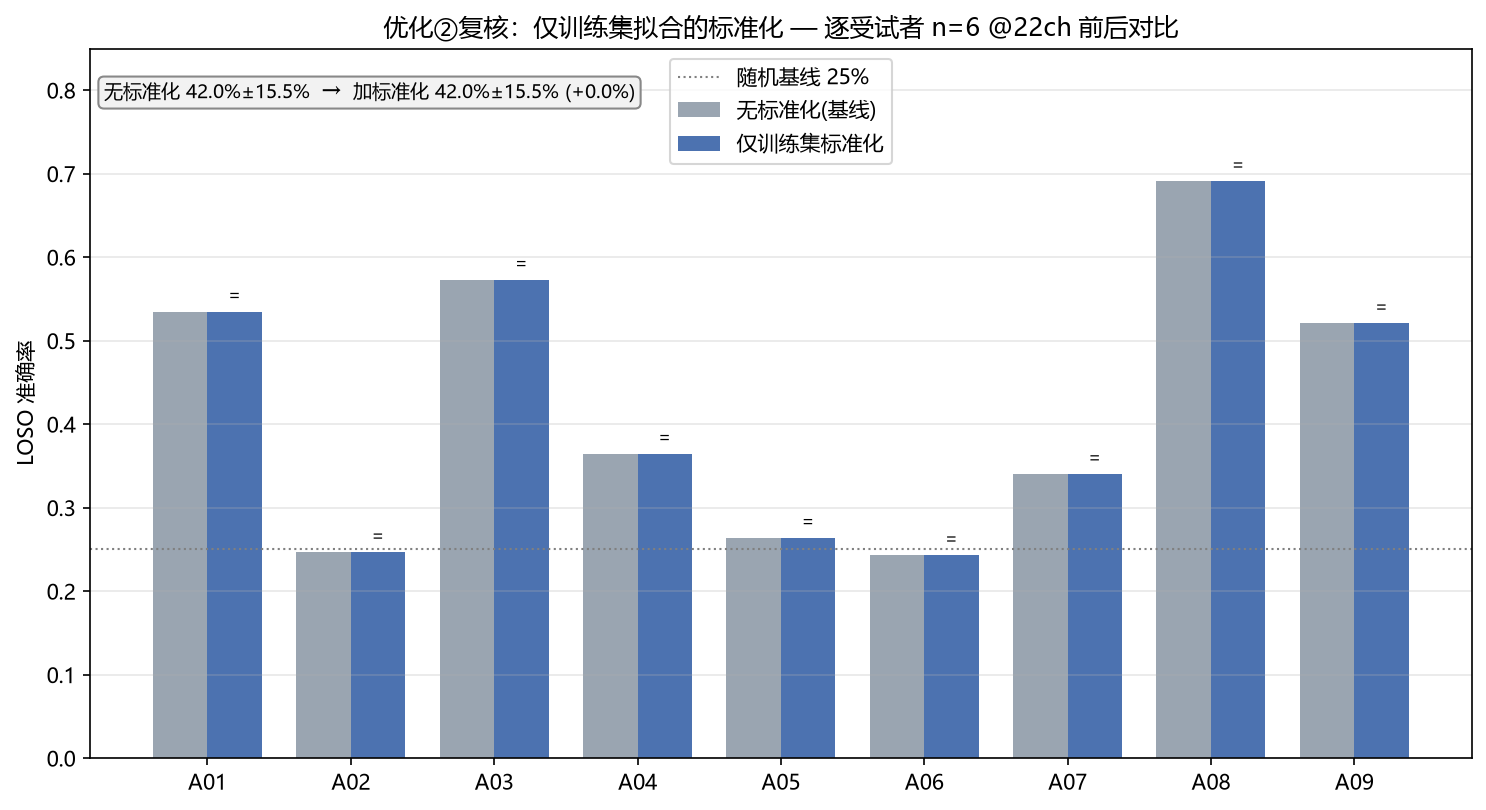 优化②复核：仅训练集拟合的标准化 — 逐受试者 n=6 @22ch 前后对比
无标准化 42.0%±15.5% → 加标准化 42.0%±15.5% (+0.0%)
随机基线 25%
无标准化(基线)
仅训练集标准化
LOSO 准确率
0.8
0.7
0.6
0.5
0.4
0.3
0.2
0.1
0.0
= = = = = = = = =
A01 A02 A03 A04 A05 A06 A07 A08 A09